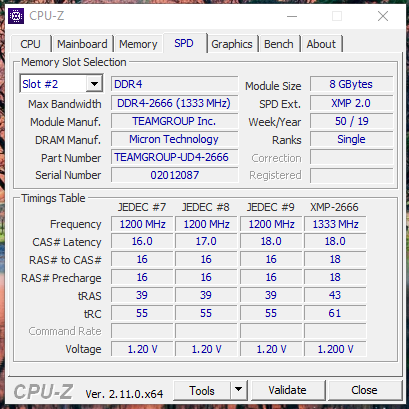 CPU-Z
CPU Mainboard Memory SPD Graphics Bench About
Memory Slot Selection
Slot #2 DDR4 Module Size 8 GBytes
Max Bandwidth DDR4-2666 (1333 MHz) SPD Ext. XMP 2.0
Module Manuf. TEAMGROUP Inc. Week/Year 50 / 19
DRAM Manuf. Micron Technology Ranks Single
Part Number TEAMGROUP-UD4-2666 Correction
Serial Number 02012087 Registered
Timings Table
JEDEC #7 JEDEC #8 JEDEC #9 XMP-2666
Frequency 1200 MHz 1200 MHz 1200 MHz 1333 MHz
CAS# Latency 16.0 17.0 18.0 18.0
RAS# to CAS# 16 16 16 18
RAS# Precharge 16 16 16 18
tRAS 39 39 39 43
tRC 55 55 55 61
Command Rate
Voltage 1.20 V 1.20 V 1.20 V 1.200 V
CPU-Z Ver. 2.11.0.x64 Tools Validate Close